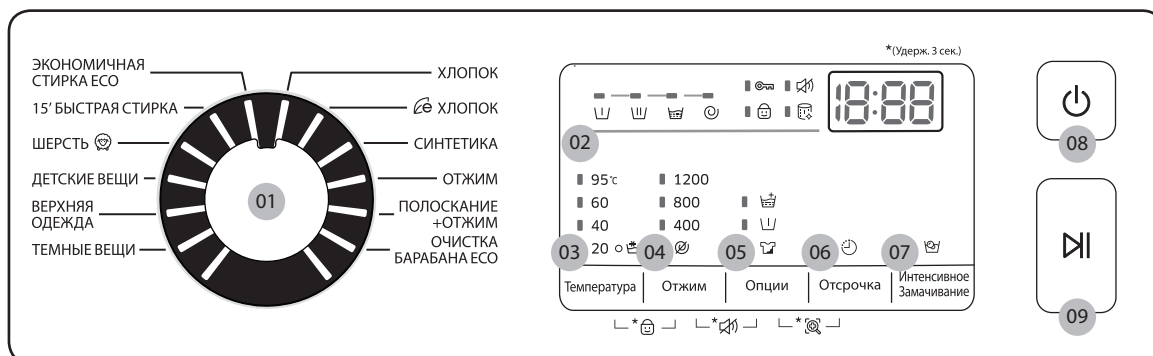 *(Удерж. 3 сек.)
ЭКОНОМИЧНАЯ
СТИРКА ECO
15' БЫСТРАЯ СТИРКА
ШЕРСТЬ
ДЕТСКИЕ ВЕЩИ
ВЕРХНЯЯ
ОДЕЖДА
ТЕМНЫЕ ВЕЩИ
01
ХЛОПОК
e ХЛОПОК
СИНТЕТИКА
ОТЖИМ
ПОЛОСКАНИЕ
+ОТЖИМ
ОЧИСТКА
БАРАБАНА ECO
18:88
02
95℃ 1200
60 800
40 400
03 20 04 05 06 07
Температура Отжим Опции Отсрочка Интенсивное
Замачивание
* * *
08
09